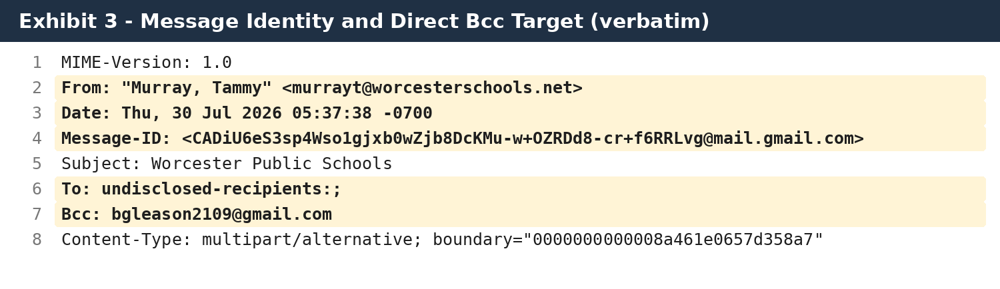 Exhibit 3 - Message Identity and Direct Bcc Target (verbatim)
1 MIME-Version: 1.0
2 From: "Murray, Tammy" <murrayt@worcesterschools.net>
3 Date: Thu, 30 Jul 2026 05:37:38 -0700
4 Message-ID: <CADiU6eS3sp4Wso1gjxb0wZjb8DcKMu-w+OZRDd8-cr+f6RRLvg@mail.gmail.com>
5 Subject: Worcester Public Schools
6 To: undisclosed-recipients:;
7 Bcc: bgleason2109@gmail.com
8 Content-Type: multipart/alternative; boundary="0000000000008a461e0657d358a7"